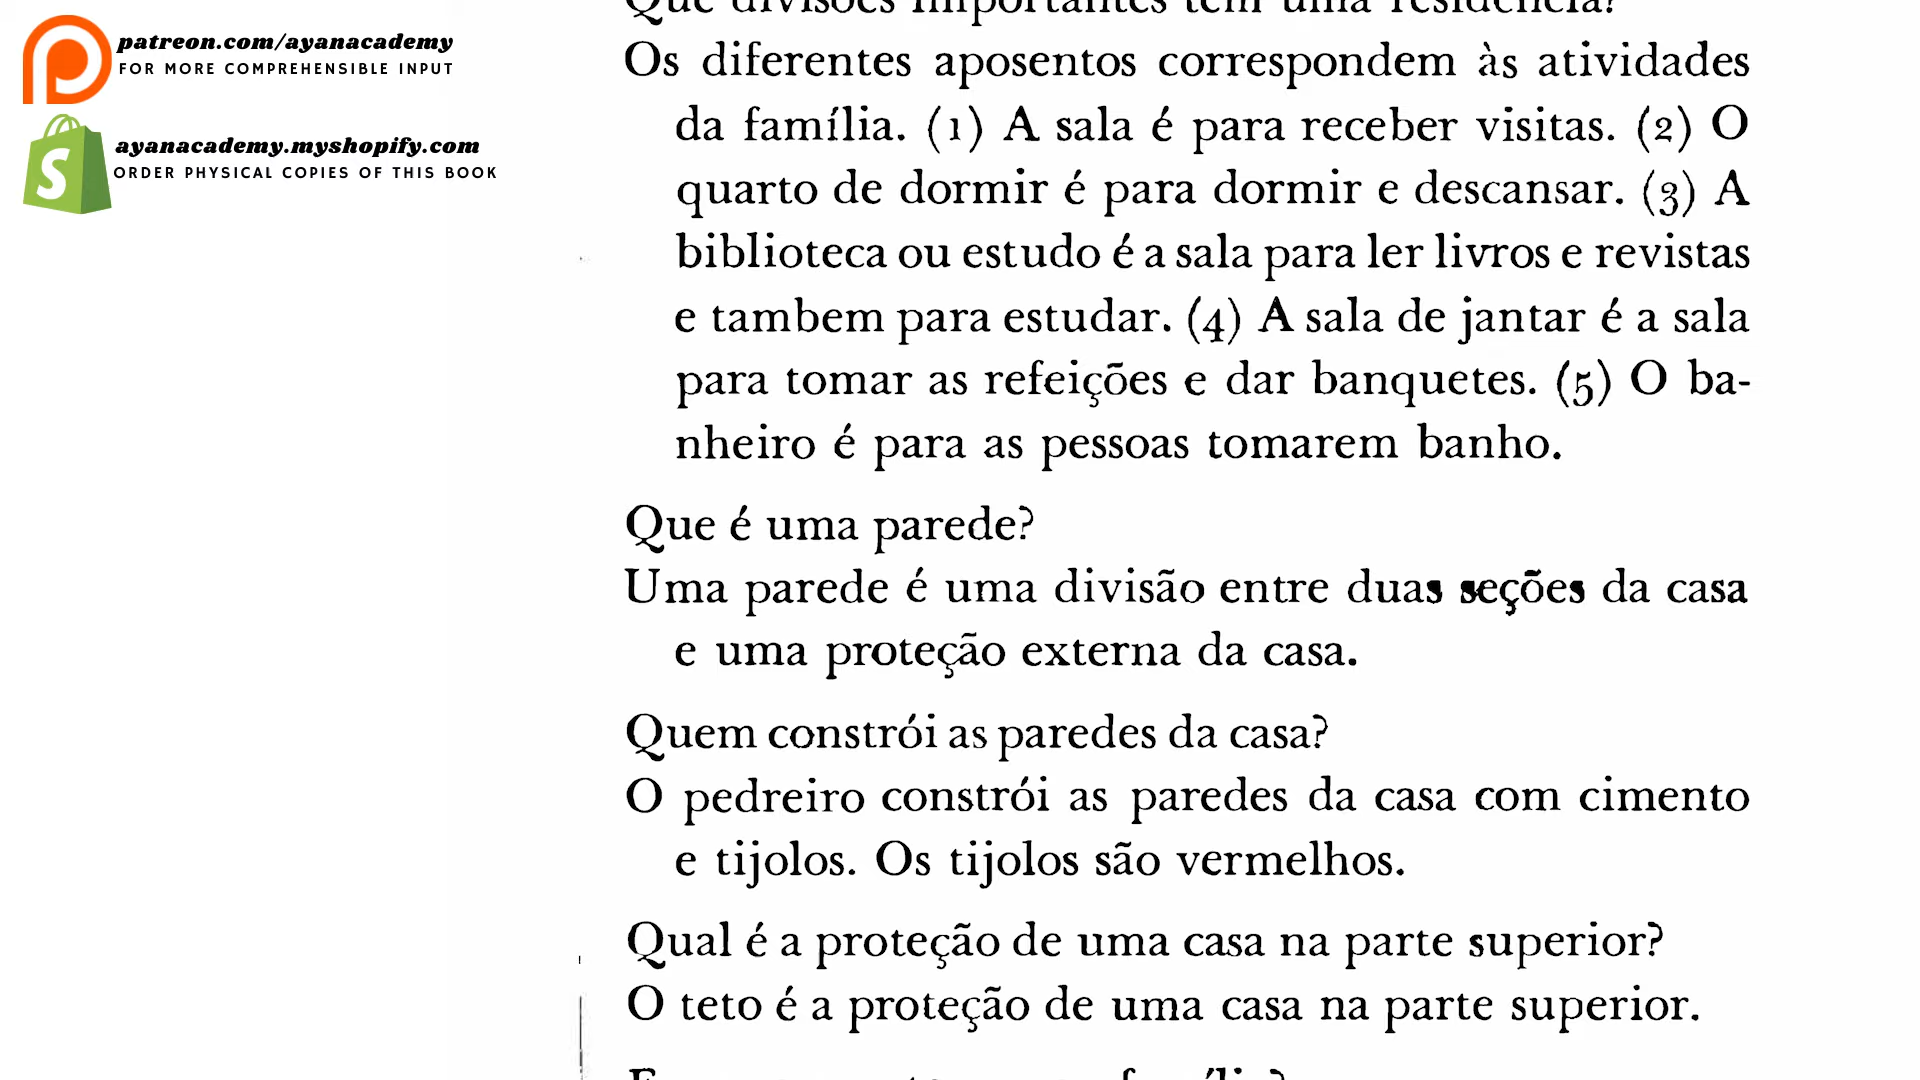 patreon.com/ayanacademy
FOR MORE COMPREHENSIBLE INPUT
ayanacademy.myshopify.com
ORDER PHYSICAL COPIES OF THIS BOOK
Que divisões importantes tem uma residência?
Os diferentes aposentos correspondem às atividades
da família. (1) A sala é para receber visitas. (2) O
quarto de dormir é para dormir e descansar. (3) A
biblioteca ou estudo é a sala para ler livros e revistas
e tambem para estudar. (4) A sala de jantar é a sala
para tomar as refeições e dar banquetes. (5) O ba-
nheiro é para as pessoas tomarem banho.
Que é uma parede?
Uma parede é uma divisão entre duas seções da casa
e uma proteção externa da casa.
Quem constrói as paredes da casa?
O pedreiro constrói as paredes da casa com cimento
e tijolos. Os tijolos são vermelhos.
Qual é a proteção de uma casa na parte superior?
O teto é a proteção de uma casa na parte superior.